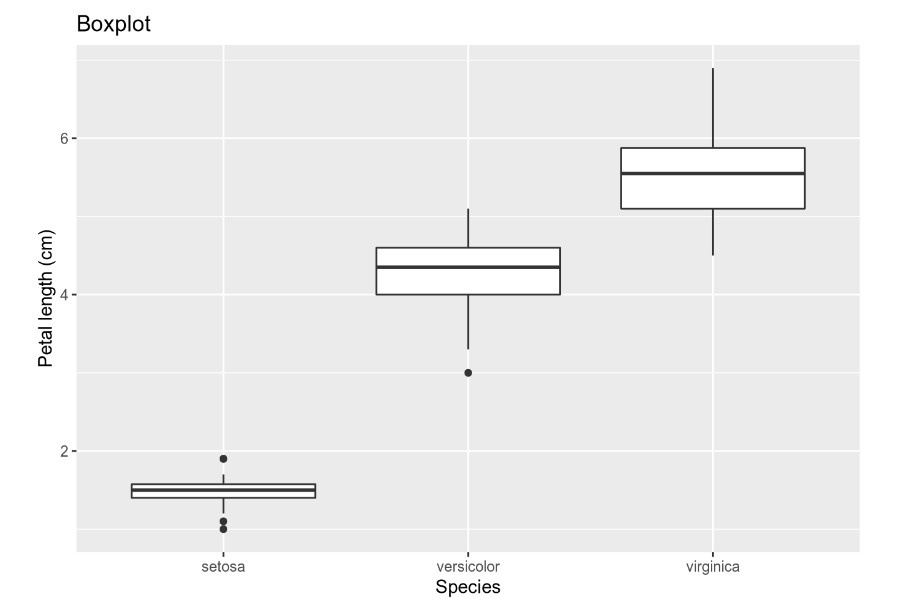 Boxplot
6
4
2
Petal length (cm)
setosa versicolor virginica
Species